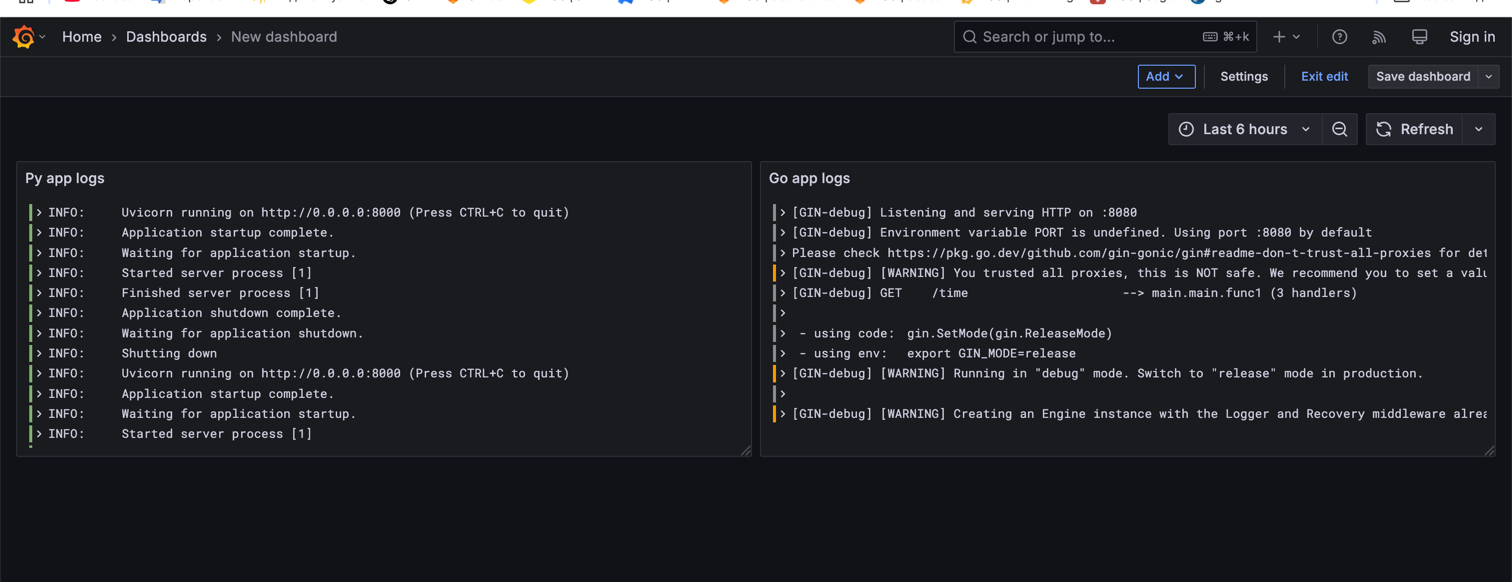 Home › Dashboards › New dashboard
Search or jump to... ⌘+k
Sign in
Add
Settings
Exit edit
Save dashboard
Last 6 hours
Refresh
Py app logs
INFO: Uvicorn running on http://0.0.0.0:8000 (Press CTRL+C to quit)
INFO: Application startup complete.
INFO: Waiting for application startup.
INFO: Started server process [1]
INFO: Finished server process [1]
INFO: Application shutdown complete.
INFO: Waiting for application shutdown.
INFO: Shutting down
INFO: Uvicorn running on http://0.0.0.0:8000 (Press CTRL+C to quit)
INFO: Application startup complete.
INFO: Waiting for application startup.
INFO: Started server process [1]
Go app logs
[GIN-debug] Listening and serving HTTP on :8080
[GIN-debug] Environment variable PORT is undefined. Using port :8080 by default
Please check https://pkg.go.dev/github.com/gin-gonic/gin#readme-don-t-trust-all-proxies for det
[GIN-debug] [WARNING] You trusted all proxies, this is NOT safe. We recommend you to set a valu
[GIN-debug] GET /time --> main.main.func1 (3 handlers)
- using code: gin.SetMode(gin.ReleaseMode)
- using env: export GIN_MODE=release
[GIN-debug] [WARNING] Running in "debug" mode. Switch to "release" mode in production.
[GIN-debug] [WARNING] Creating an Engine instance with the Logger and Recovery middleware alrea